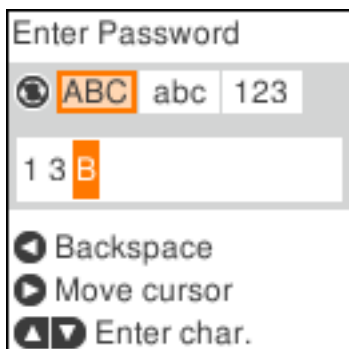 Enter Password
ABC abc 123
1 3 B
Backspace
Move cursor
Enter char.